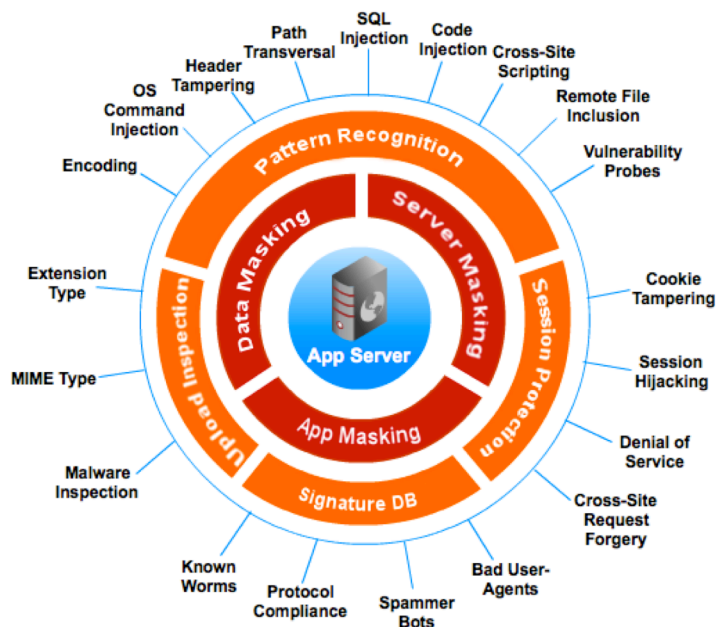 SQL
Injection
Code
Injection
Cross-Site
Scripting
Remote File
Inclusion
Vulnerability
Probes
Path
Transversal
Header
Tampering
OS
Command
Injection
Encoding
Pattern Recognition
Data Masking
Server Masking
App Server
App Masking
Upload Inspection
Session Protection
Signature DB
Extension
Type
MIME Type
Malware
Inspection
Cookie
Tampering
Session
Hijacking
Denial of
Service
Cross-Site
Request
Forgery
Known
Worms
Protocol
Compliance
Spammer
Bots
Bad User-
Agents